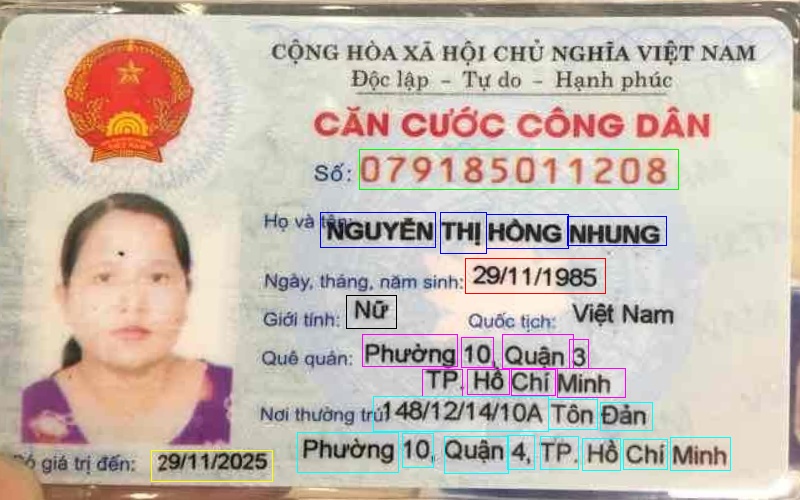 CỘNG HÒA XÃ HỘI CHỦ NGHĨA VIỆT NAM
Độc lập - Tự do - Hạnh phúc
CĂN CƯỚC CÔNG DÂN
Số: 079185011208
Họ và tên: NGUYỄN THỊ HỒNG NHUNG
Ngày, tháng, năm sinh: 29/11/1985
Giới tính: Nữ Quốc tịch: Việt Nam
Quê quán: Phường 10, Quận 3
TP. Hồ Chí Minh
Nơi thường trú: 148/12/14/10A Tôn Đản
Phường 10, Quận 4, TP. Hồ Chí Minh
Có giá trị đến: 29/11/2025